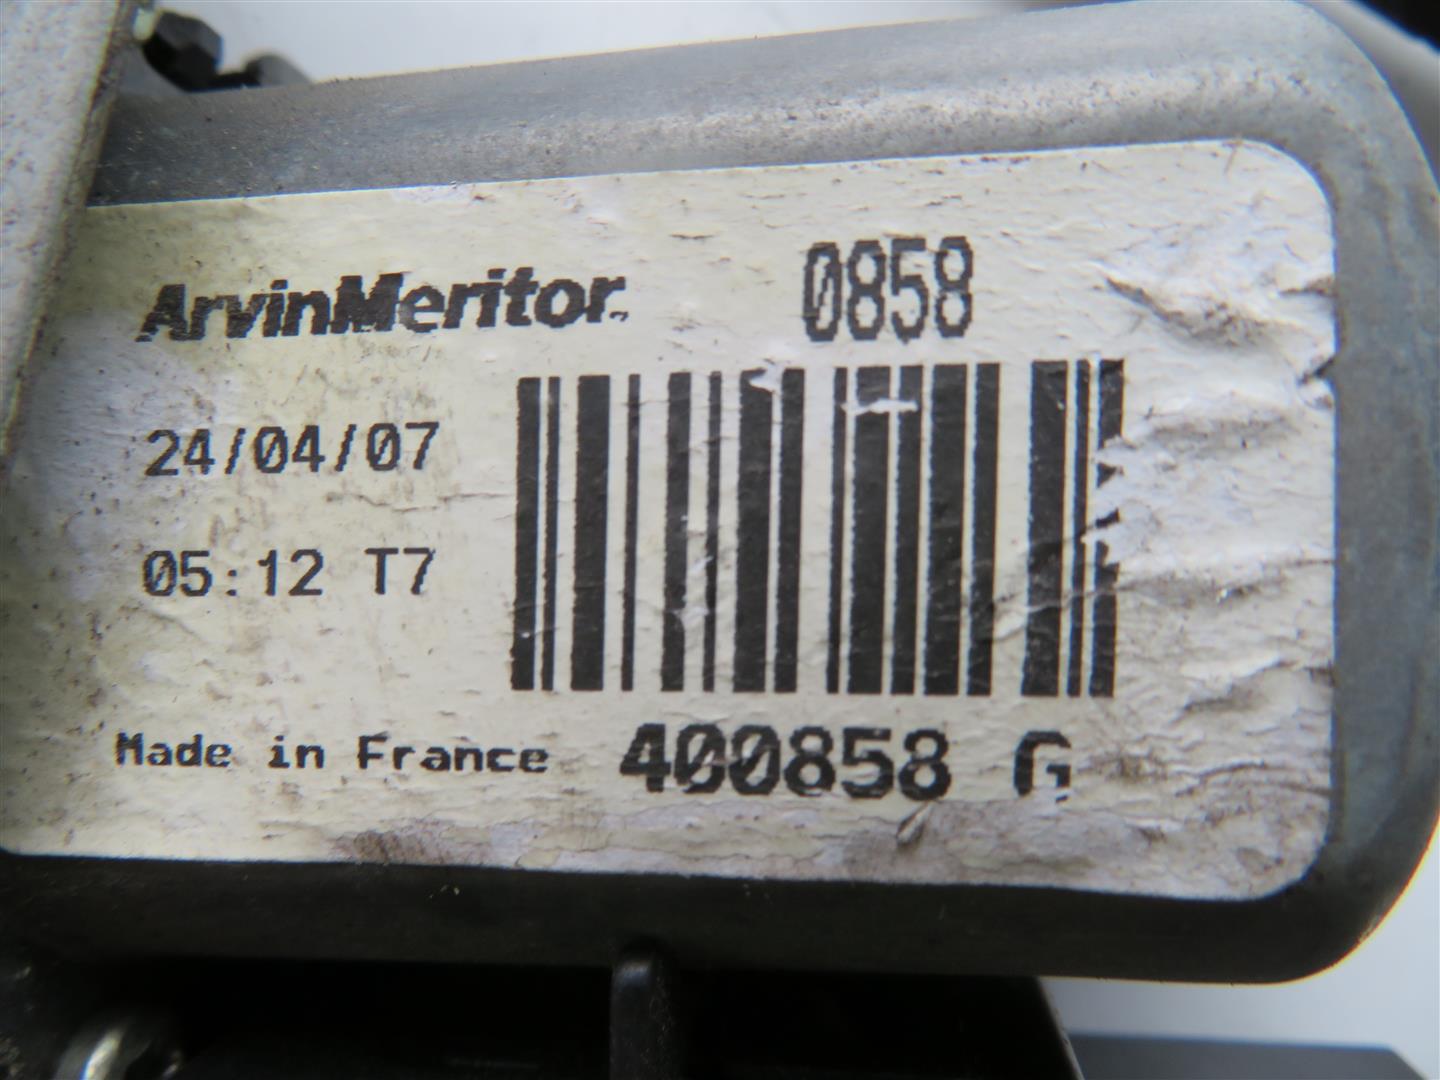 ArvinMeritor 0858
24/04/07
05:12 T7
Made in France 400858 G